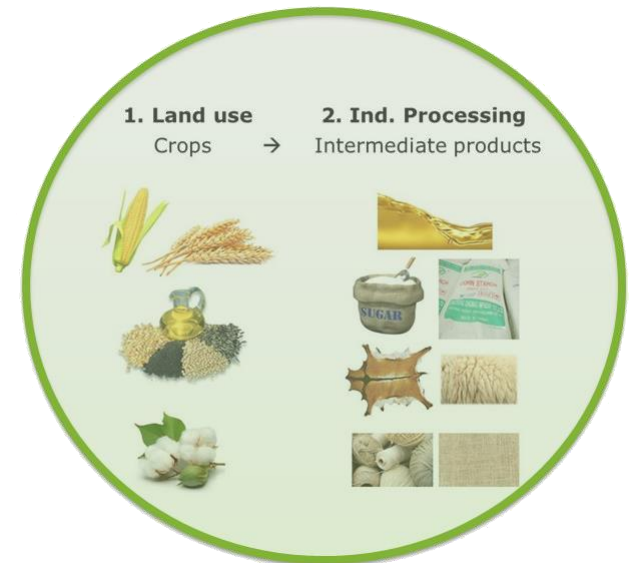 1. Land use
2. Ind. Processing
Crops → Intermediate products
SUGAR